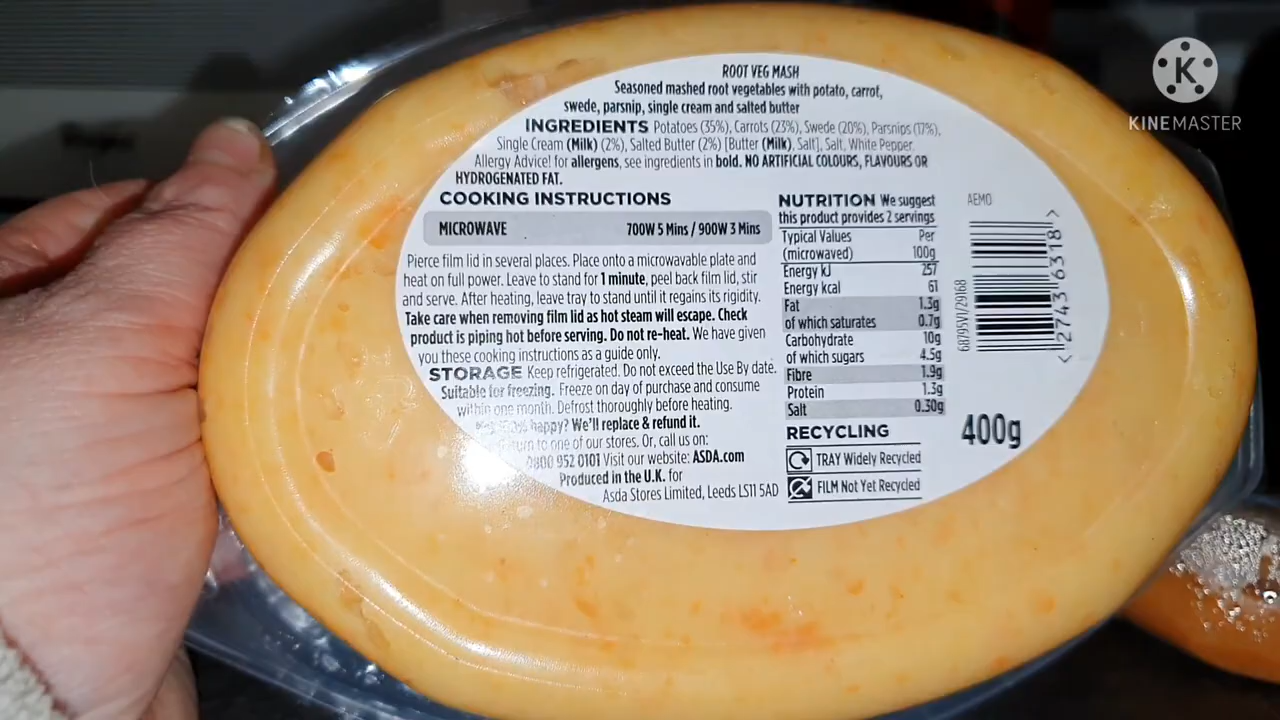 ROOT VEG MASH
Seasoned mashed root vegetables with potato, carrot,
swede, parsnip, single cream and salted butter
INGREDIENTS Potatoes (35%), Carrots (23%), Swede (20%), Parsnips (17%),
Single Cream (Milk) (2%), Salted Butter (2%) [Butter (Milk), Salt], Salt, White Pepper.
Allergy Advice! for allergens, see ingredients in bold. NO ARTIFICIAL COLOURS, FLAVOURS OR
HYDROGENATED FAT.
COOKING INSTRUCTIONS
MICROWAVE 700W 5 Mins / 900W 3 Mins
Pierce film lid in several places. Place onto a microwavable plate and
heat on full power. Leave to stand for 1 minute, peel back film lid, stir
and serve. After heating, leave tray to stand until it regains its rigidity.
Take care when removing film lid as hot steam will escape. Check
product is piping hot before serving. Do not re-heat. We have given
you these cooking instructions as a guide only.
STORAGE Keep refrigerated. Do not exceed the Use By date.
Suitable for freezing. Freeze on day of purchase and consume
within one month. Defrost thoroughly before heating.
happy? We'll replace & refund it.
to one of our stores. Or, call us on:
0800 952 0101 Visit our website: ASDA.com
Produced in the U.K. for
Asda Stores Limited, Leeds LS11 5AD
NUTRITION We suggest
this product provides 2 servings
Typical Values Per
(microwaved) 100g
Energy kJ 257
Energy kcal 61
Fat 1.3g
of which saturates 0.7g
Carbohydrate 10g
of which sugars 4.5g
Fibre 1.9g
Protein 1.3g
Salt 0.30g
RECYCLING
TRAY Widely Recycled
FILM Not Yet Recycled
AEMO
68795V1/29168
< 2743 6318 >
400g
K
KINEMASTER